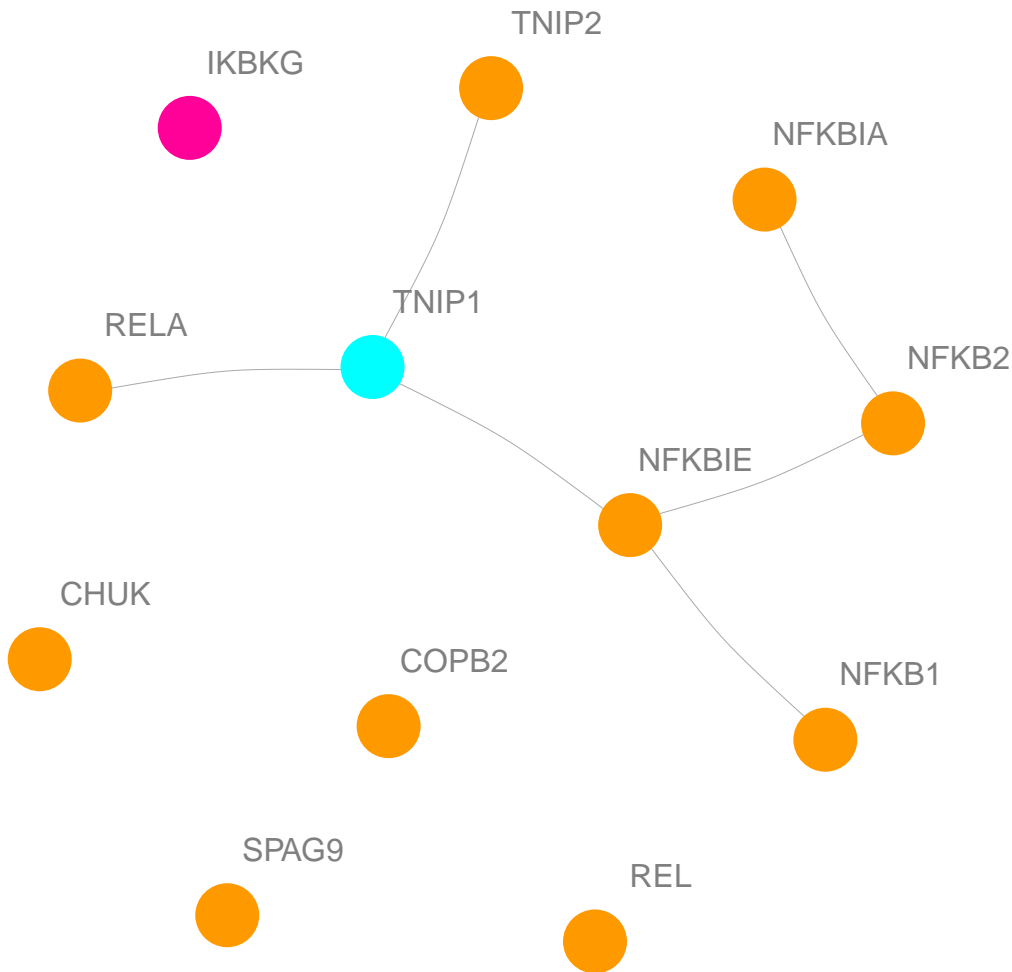 TNIP2
IKBKG
NFKBIA
TNIP1
RELA
NFKB2
NFKBIE
CHUK
COPB2
NFKB1
SPAG9
REL